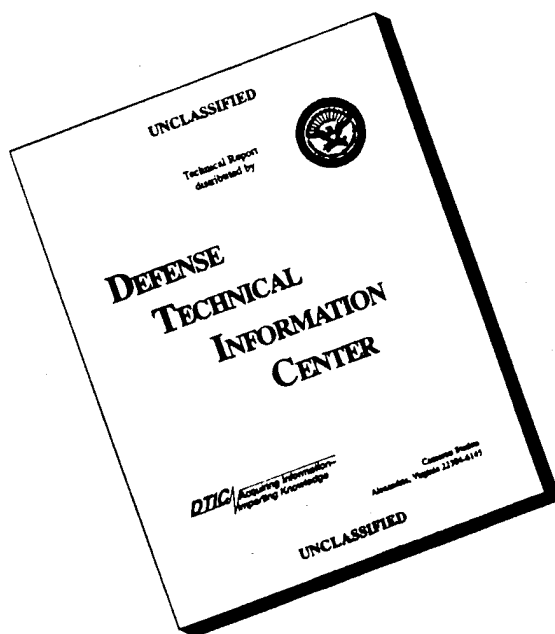 UNCLASSIFIED
Technical Report
distributed by
DEFENSE
TECHNICAL
INFORMATION
CENTER
DTIC
Acquiring Information–
Imparting Knowledge
Cameron Station
Alexandria, Virginia 22304-6145
UNCLASSIFIED